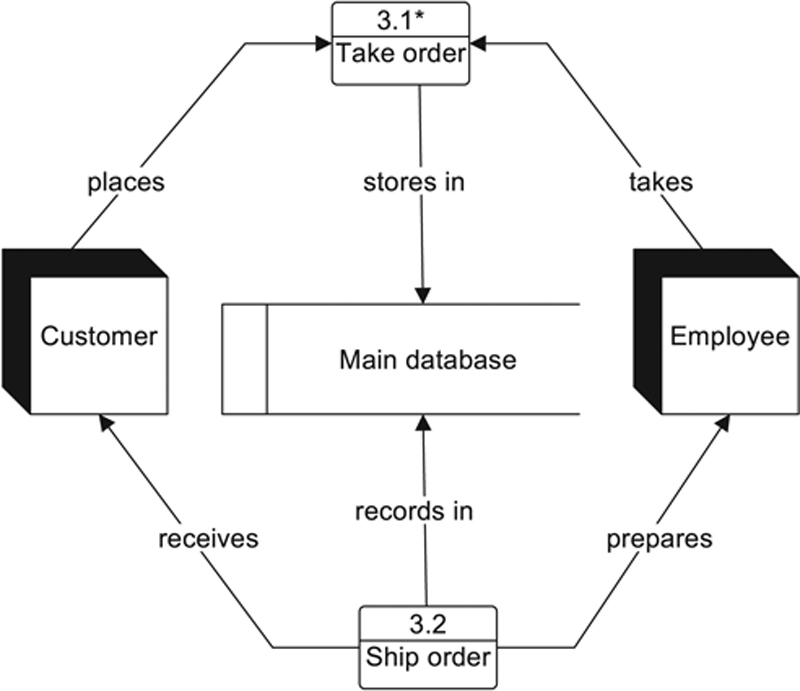 3.1*
Take order
places
stores in
takes
Customer
Main database
Employee
receives
records in
prepares
3.2
Ship order